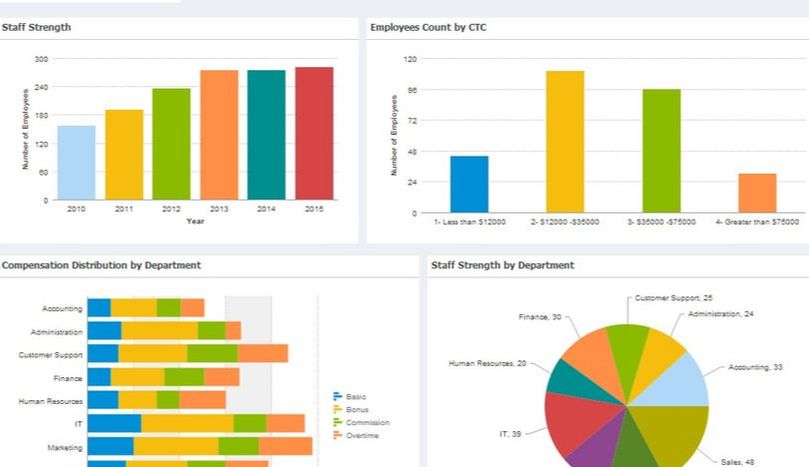 Staff Strength
Number of Employees
300
240
180
120
60
0
2010 2011 2012 2013 2014 2015
Year
Employees Count by CTC
Number of Employees
120
96
72
48
24
0
1- Less than $12000 2- $12000 -$35000 3- $35000 -$75000 4- Greater than $75000
Compensation Distribution by Department
Accounting
Administration
Customer Support
Finance
Human Resources
IT
Marketing
Basic
Bonus
Commission
Overtime
Staff Strength by Department
Customer Support, 25
Finance, 30
Administration, 24
Human Resources, 20
Accounting, 33
IT, 39
Sales, 48